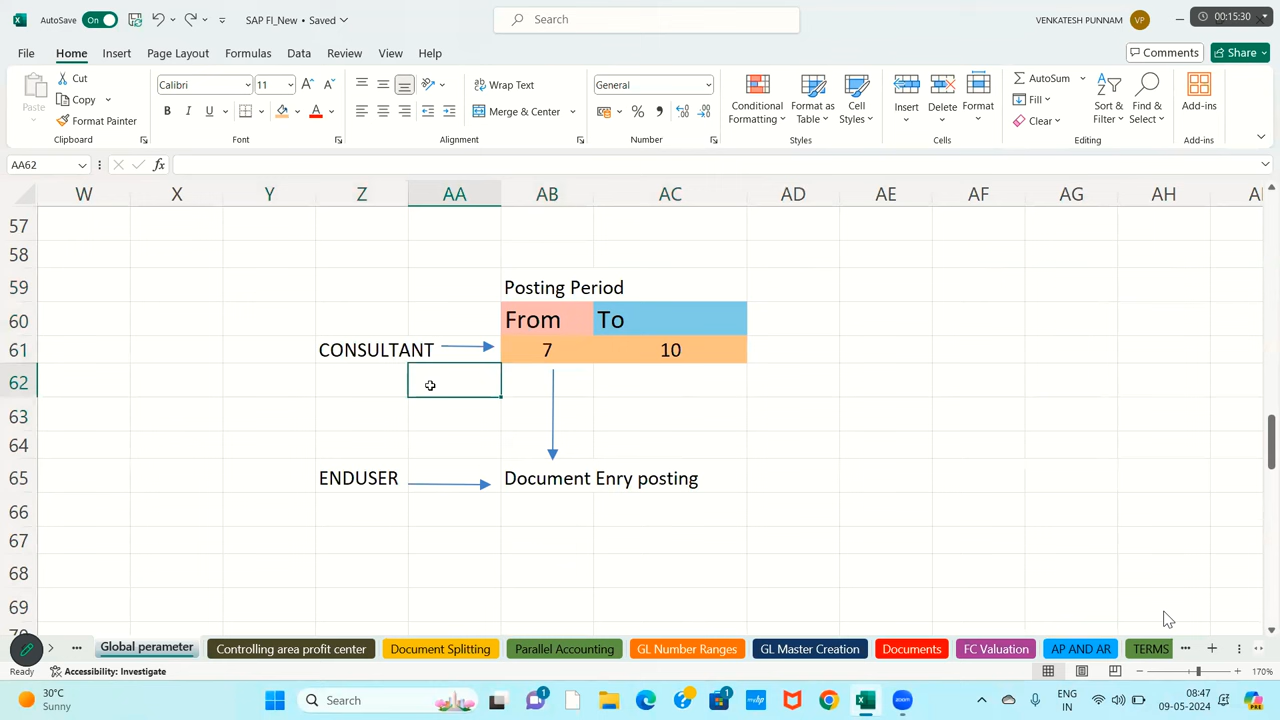 AutoSave On SAP FI_New • Saved Search VENKATESH PUNNAM VP 00:15:30
File Home Insert Page Layout Formulas Data Review View Help Comments Share
Paste Cut Copy Format Painter Clipboard
Calibri 11 B I U Font
Wrap Text Merge & Center Alignment
General Number
Conditional Formatting Format as Table Cell Styles Styles
Insert Delete Format Cells
AutoSum Fill Clear Sort & Filter Find & Select Editing
Add-ins Add-ins
AA62 fx
W X Y Z AA AB AC AD AE AF AG AH
57
58
59 Posting Period
60 From To
61 CONSULTANT 7 10
62
63
64
65 ENDUSER Document Enry posting
66
67
68
69
Global perameter Controlling area profit center Document Splitting Parallel Accounting GL Number Ranges GL Master Creation Documents FC Valuation AP AND AR TERMS
Ready Accessibility: Investigate 170%
30°C
Sunny
Search
ENG
IN
08:47
09-05-2024